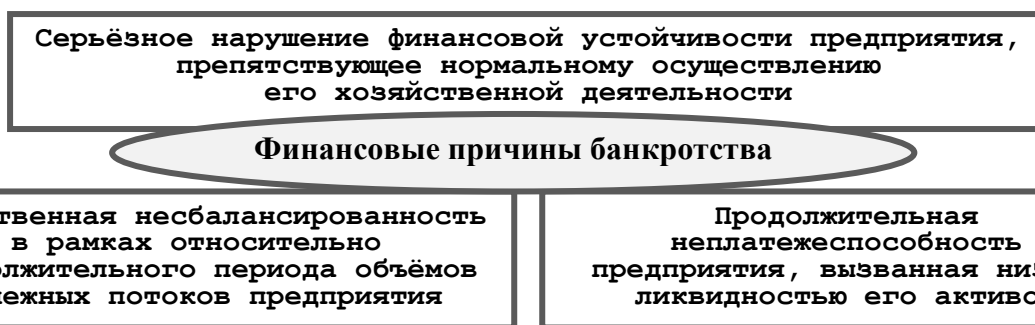 Серьёзное нарушение финансовой устойчивости предприятия,
препятствующее нормальному осуществлению
его хозяйственной деятельности
Финансовые причины банкротства
несбалансированность
в рамках относительно
периода объёмов
потоков предприятия
Продолжительная
неплатежеспособность
предприятия, вызванная
ликвидностью его